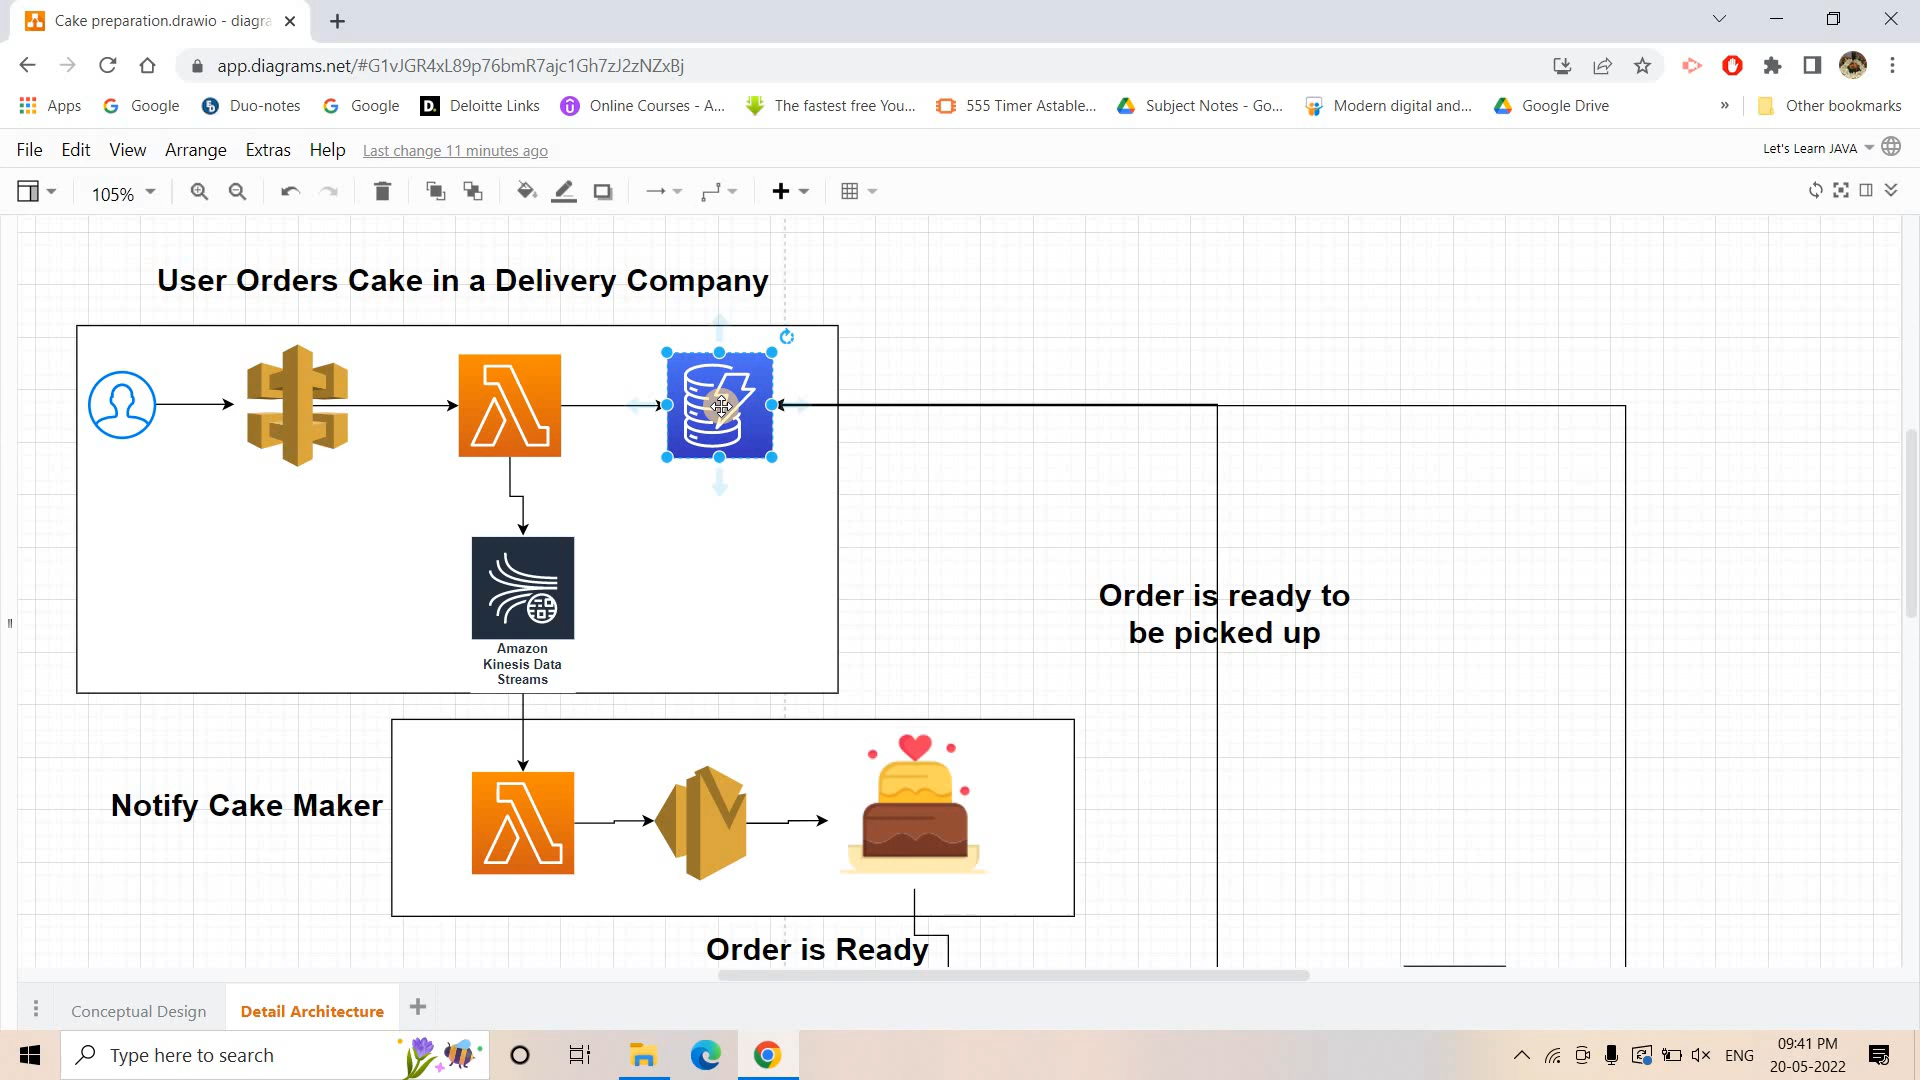 Cake preparation.drawio - diagra
app.diagrams.net/#G1vJGR4xL89p76bmR7ajc1Gh7zJ2zNZxBj
Apps Google Duo-notes Google Deloitte Links Online Courses - A... The fastest free You... 555 Timer Astable... Subject Notes - Go... Modern digital and... Google Drive » Other bookmarks
File Edit View Arrange Extras Help Last change 11 minutes ago Let's Learn JAVA
105%
User Orders Cake in a Delivery Company
Amazon
Kinesis Data
Streams
Order is ready to
be picked up
Notify Cake Maker
Order is Ready
Conceptual Design Detail Architecture
Type here to search
ENG
09:41 PM
20-05-2022